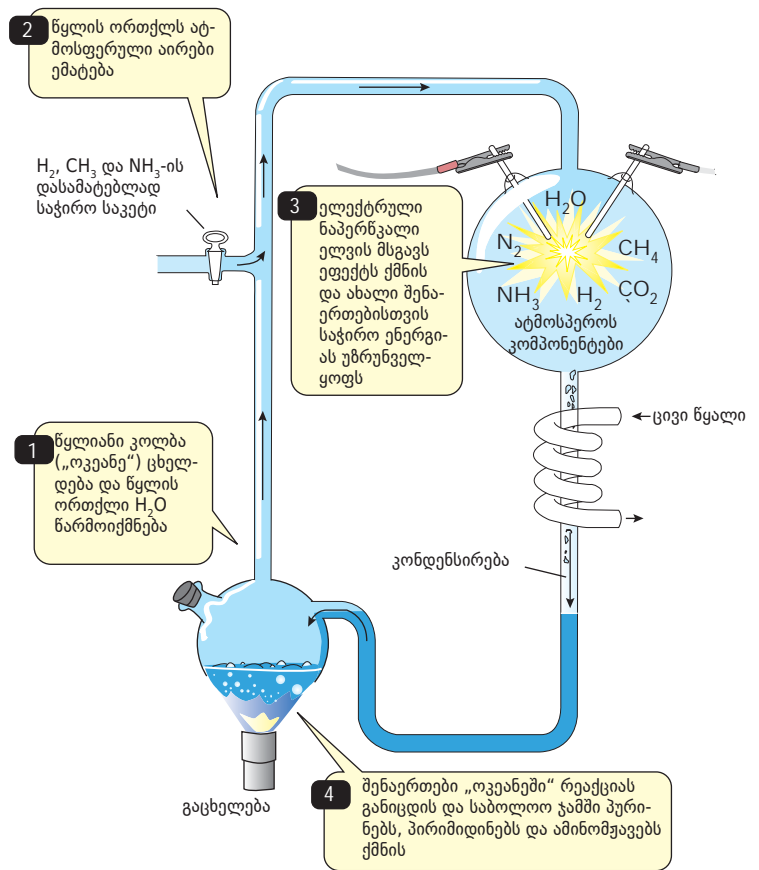 2 წყლის ორთქლს ატ-
მოსფერული აირები
ემატება
H₂, CH₃ და NH₃-ის
დასამატებლად
საჭირო საკეტი
3 ელექტრული
ნაპერწკალი
ელვის მსგავს
ეფექტს ქმნის
და ახალი შენა-
ერთებისთვის
საჭირო ენერგი-
ას უზრუნველ-
ყოფს
H₂O
N₂ CH₄
NH₃ H₂ CO₂
ატმოსპეროს
კომპონენტები
ცივი წყალი
1 წყლიანი კოლბა
(„ოკეანე“) ცხელ-
დება და წყლის
ორთქლი H₂O
წარმოიქმნება
კონდენსირება
გაცხელება
4 შენაერთები „ოკეანეში“ რეაქციას
განიცდის და საბოლოო ჯამში პური-
ნებს, პირიმიდინებს და ამინომჟავებს
ქმნის